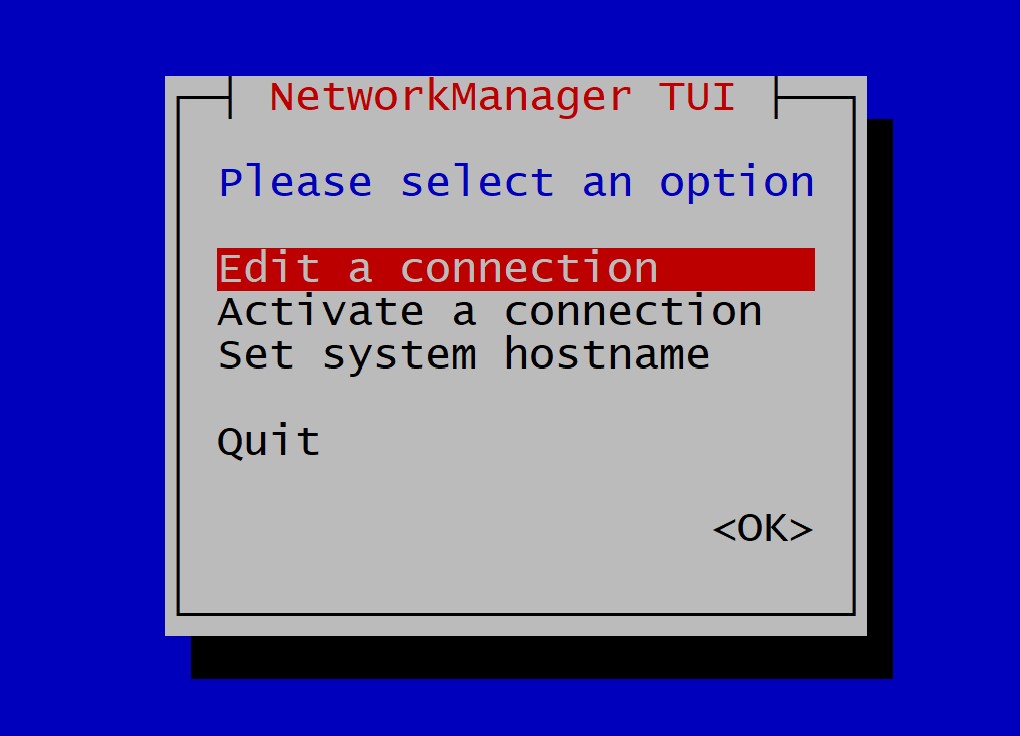 NetworkManager TUI
Please select an option
Edit a connection
Activate a connection
Set system hostname
Quit
<OK>